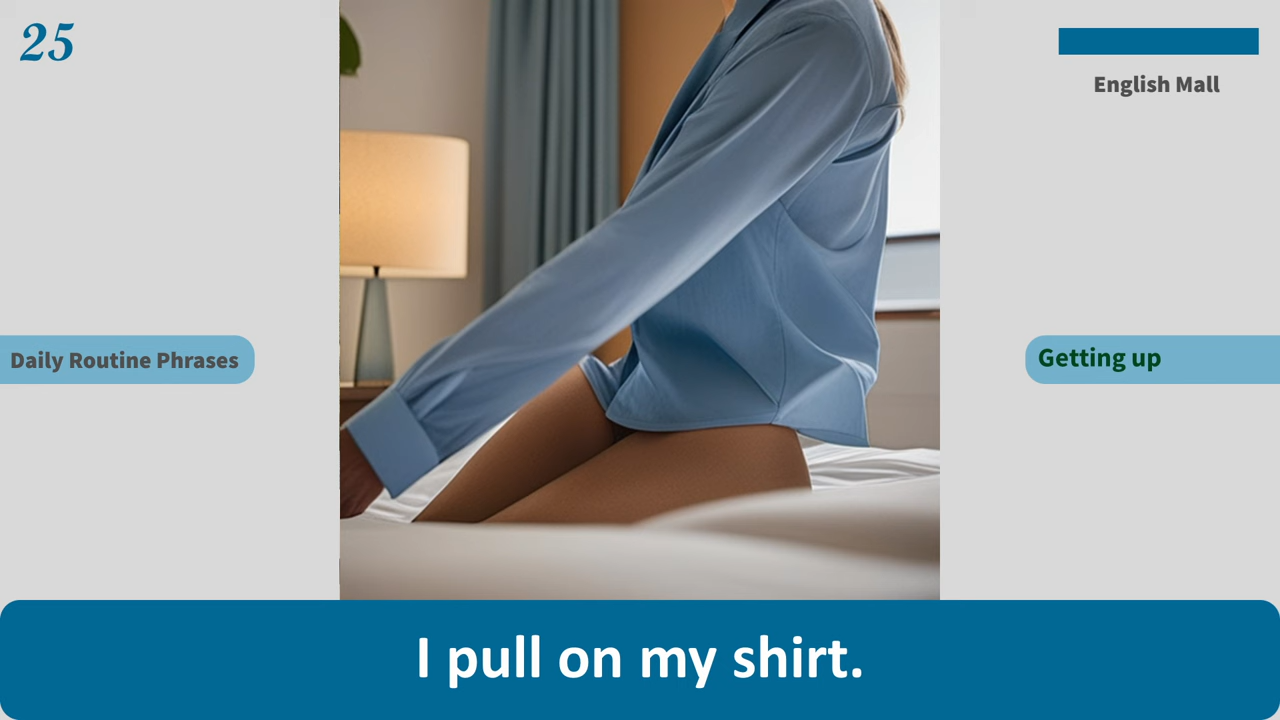 25
English Mall
Daily Routine Phrases
Getting up
I pull on my shirt.